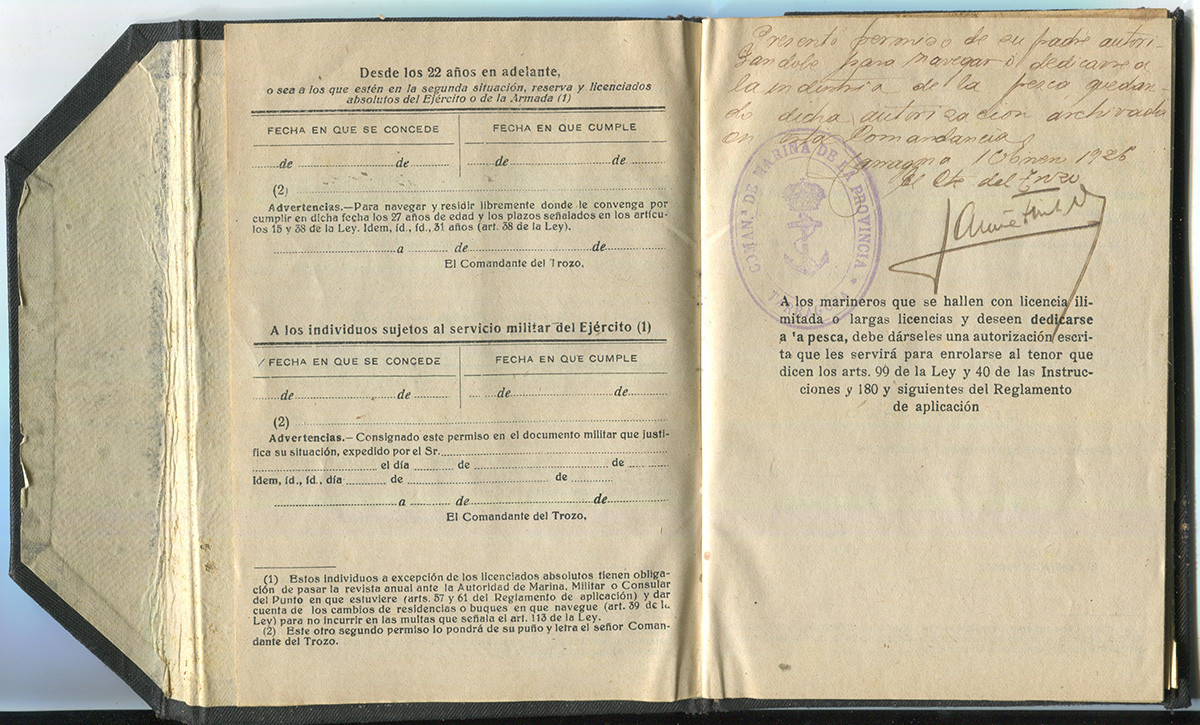 Desde los 22 años en adelante,
o sea a los que estén en la segunda situación, reserva y licenciados
absolutos del Ejército o de la Armada (1)
FECHA EN QUE SE CONCEDE
FECHA EN QUE CUMPLE
de de
de de
(2)
Advertencias.—Para navegar y residir libremente donde le convenga por
cumplir en dicha fecha los 27 años de edad y los plazos señalados en los artícu-
los 15 y 38 de la Ley. Idem, íd., íd., 31 años (art. 38 de la Ley).
a de de
El Comandante del Trozo,
A los individuos sujetos al servicio militar del Ejército (1)
FECHA EN QUE SE CONCEDE
FECHA EN QUE CUMPLE
de de
de de
(2)
Advertencias.— Consignado este permiso en el documento militar que justi-
fica su situación, expedido por el Sr.
el día de de
Idem, íd., íd., día de de
a de de
El Comandante del Trozo,
(1) Estos individuos a excepción de los licenciados absolutos tienen obliga-
ción de pasar la revista anual ante la Autoridad de Marina, Militar o Consular
del Punto en que estuviere (arts. 57 y 61 del Reglamento de aplicación) y dar
cuenta de los cambios de residencias o buques en que navegue (art. 39 de la
Ley) para no incurrir en las multas que señala el art. 113 de la Ley.
(2) Este otro segundo permiso lo pondrá de su puño y letra el señor Coman-
dante del Trozo.
Presentó permiso de su padre autori-
zandole para navegar o dedicarse a
la industria de la pesca quedan-
do dicha autorización archivada
en esta Comandancia
Tarragona 1926
El Cte del Trozo
COMAN.ª DE MARINA DE LA PROVINCIA
TARRAGONA
A los marineros que se hallen con licencia ili-
mitada o largas licencias y deseen dedicarse
a la pesca, debe dárseles una autorización escri-
ta que les servirá para enrolarse al tenor que
dicen los arts. 99 de la Ley y 40 de las Instruc-
ciones y 180 y siguientes del Reglamento
de aplicación